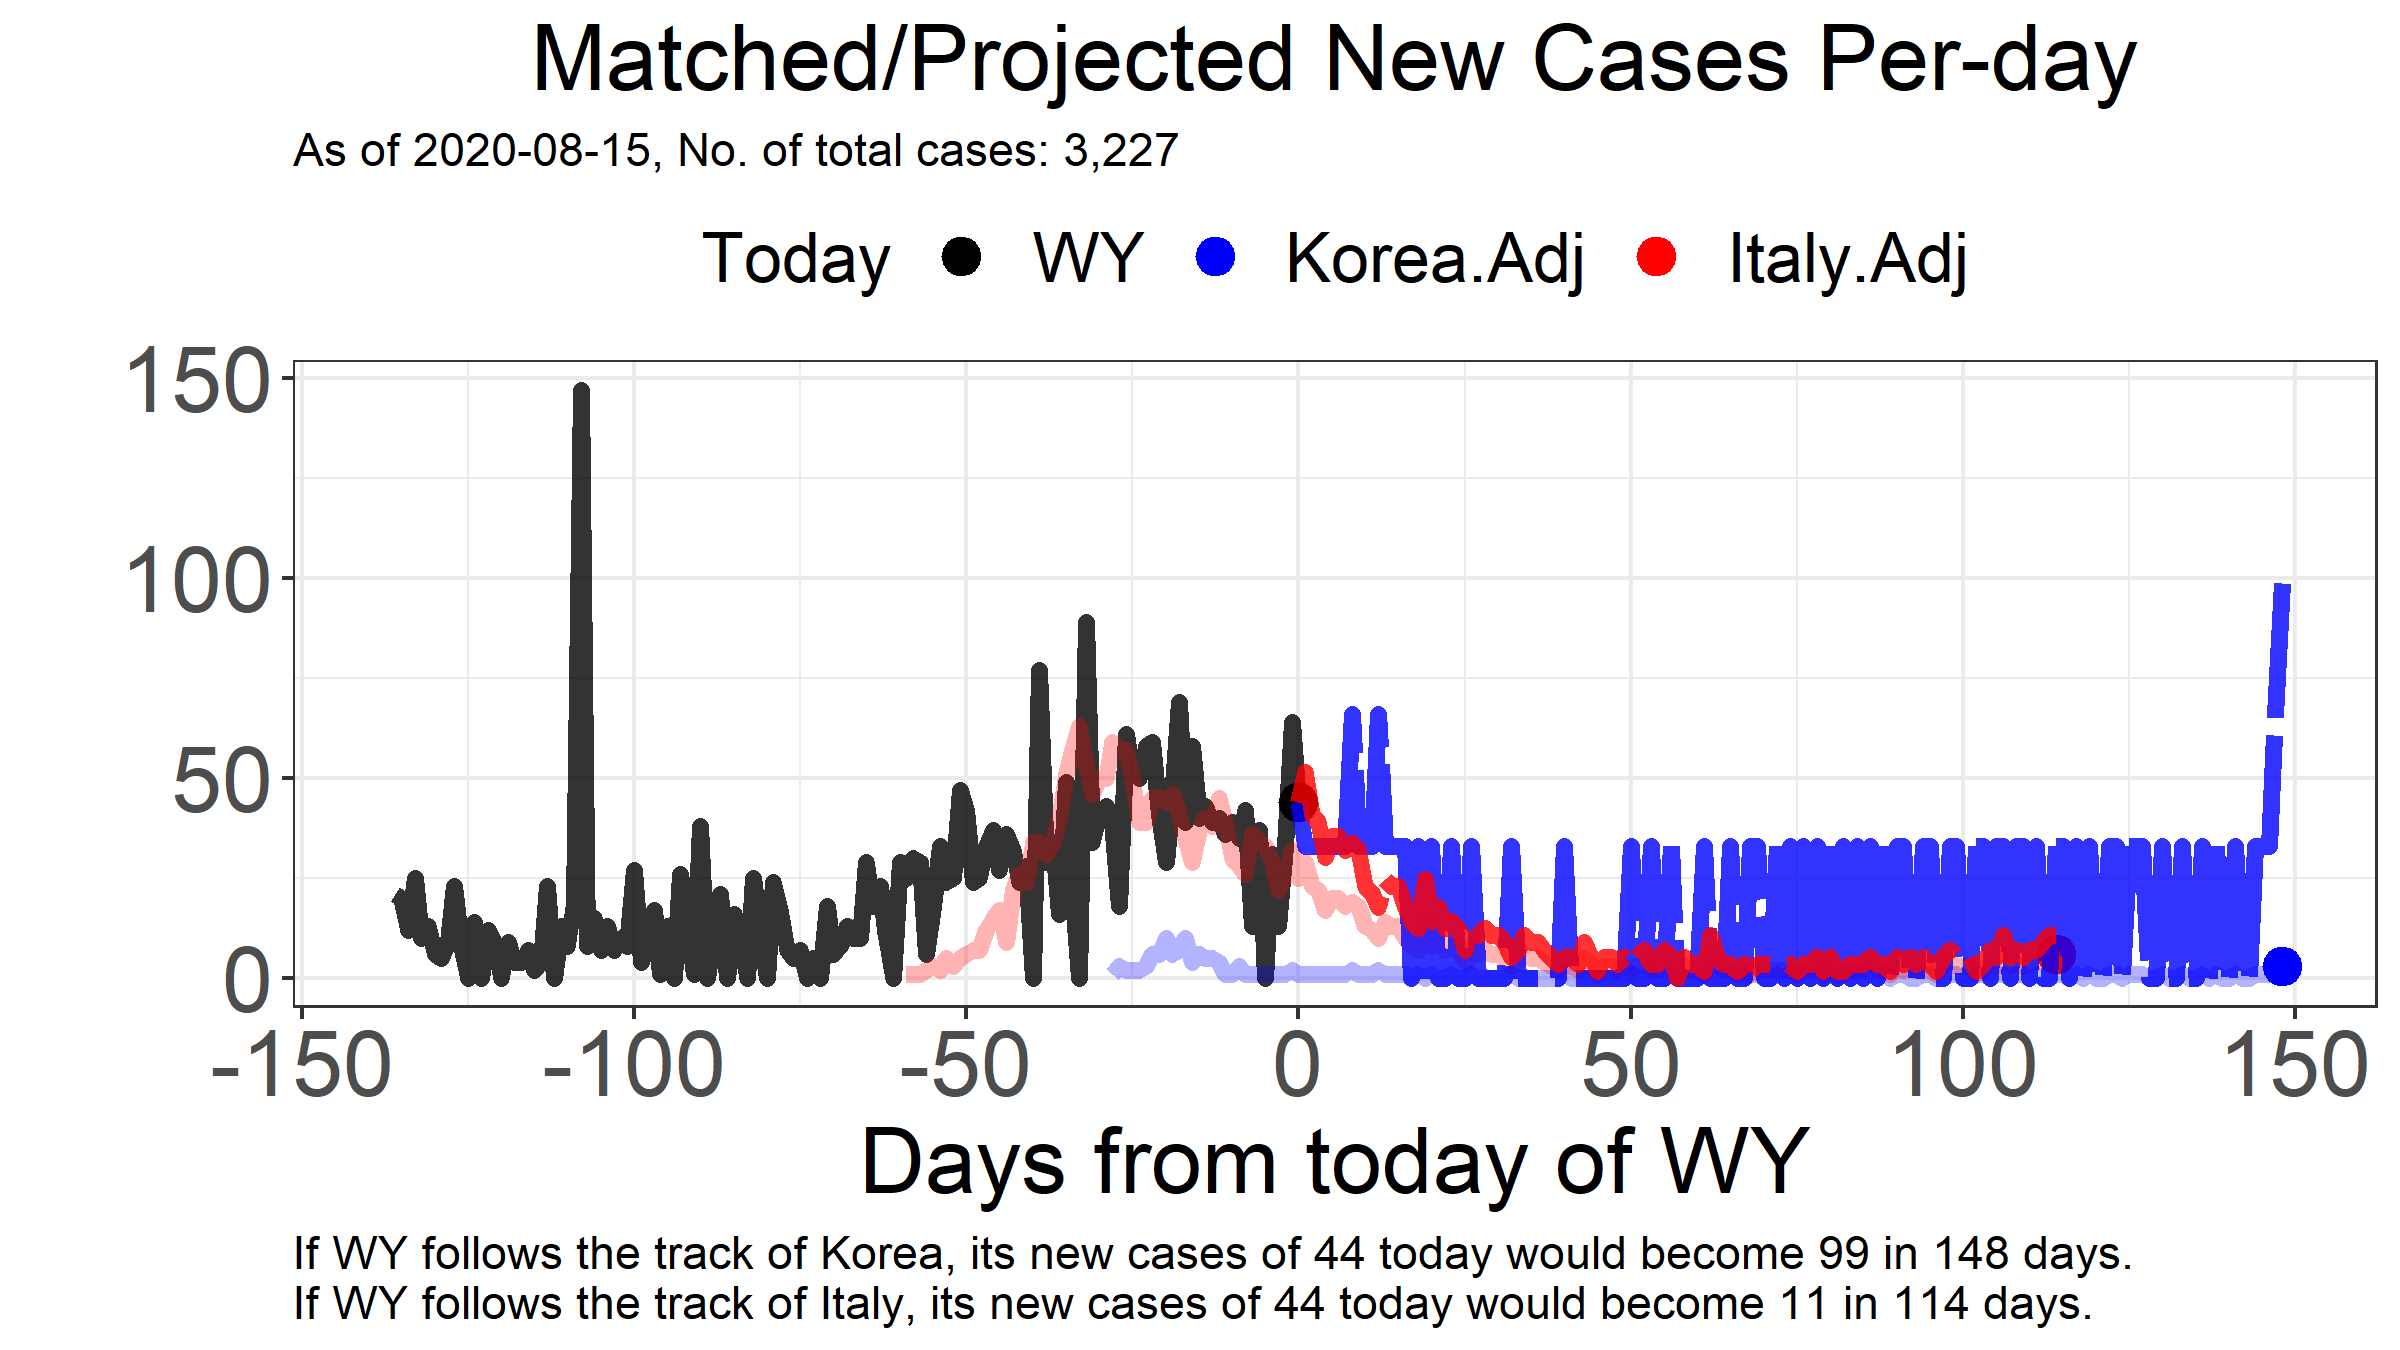 Matched/Projected New Cases Per-day
As of 2020-08-15, No. of total cases: 3,227
Today WY Korea.Adj Italy.Adj
150
100
50
0
-150 -100 -50 0 50 100 150
Days from today of WY
If WY follows the track of Korea, its new cases of 44 today would become 99 in 148 days.
If WY follows the track of Italy, its new cases of 44 today would become 11 in 114 days.